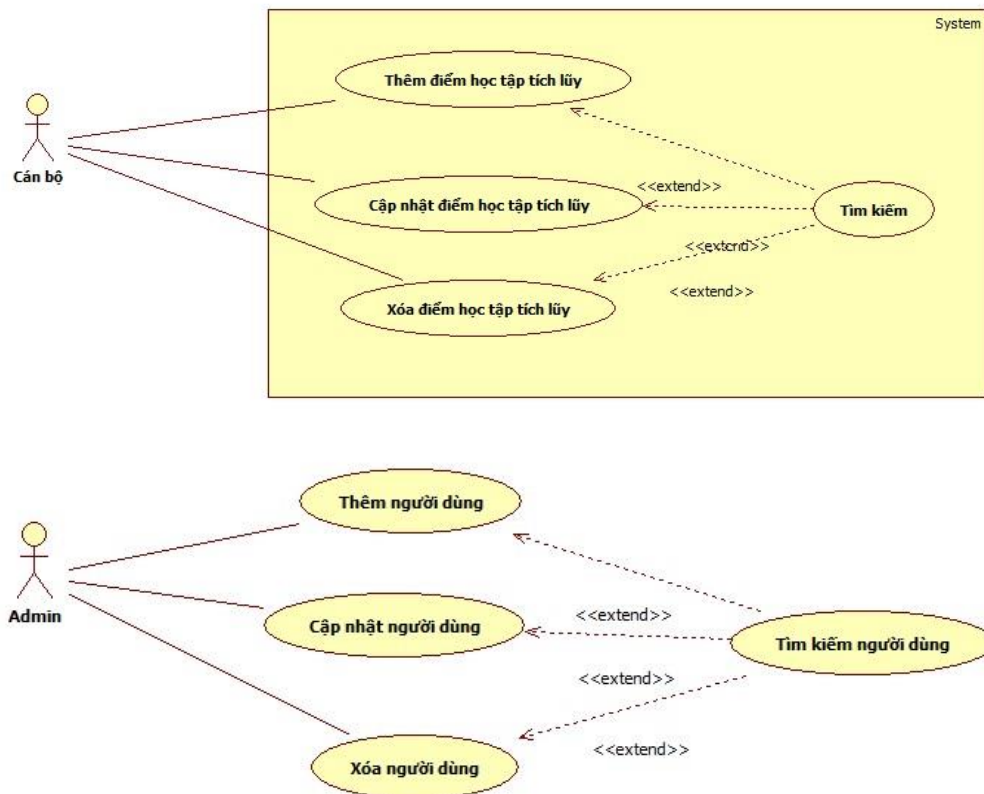 System
Thêm điểm học tập tích lũy
Cán bộ
Cập nhật điểm học tập tích lũy
<<extend>>
Tìm kiếm
<<extend>>
Xóa điểm học tập tích lũy
<<extend>>
Thêm người dùng
Admin
Cập nhật người dùng
<<extend>>
Tìm kiếm người dùng
<<extend>>
Xóa người dùng
<<extend>>